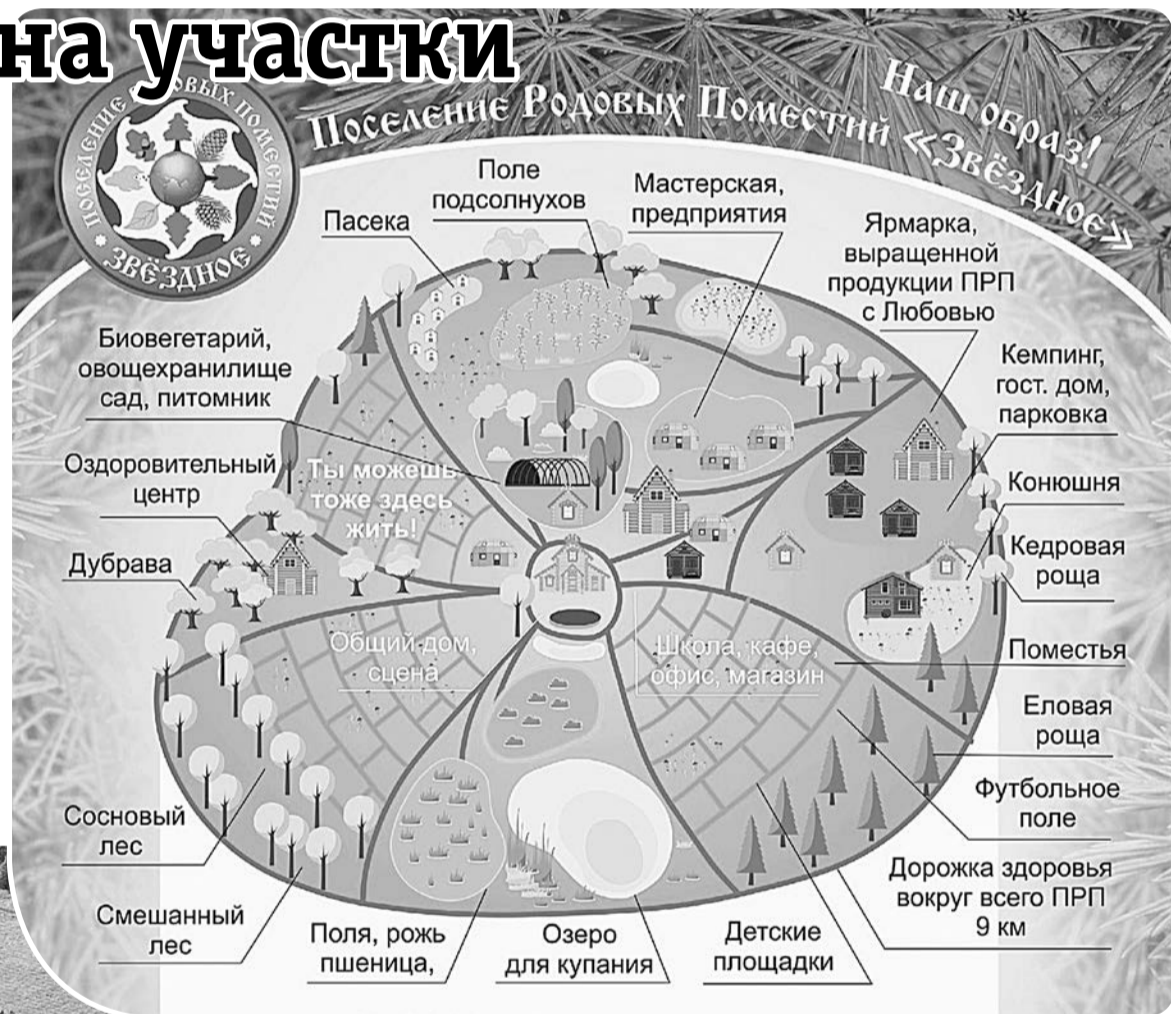 на участки
Поселение Родовых Поместий «Звёздное»
Наш образ!
ПОСЕЛЕНИЕ РОДОВЫХ ПОМЕСТИЙ
ЗВЁЗДНОЕ
Поле
подсолнухов
Мастерская,
предприятия
Пасека
Ярмарка,
выращенной
продукции ПРП
с Любовью
Биовегетарий,
овощехранилище
сад, питомник
Кемпинг,
гост. дом,
парковка
Оздоровительный
центр
Ты можешь
тоже здесь
жить!
Конюшня
Дубрава
Кедровая
роща
Общий дом,
сцена
Школа, кафе,
офис, магазин
Поместья
Еловая
роща
Футбольное
поле
Сосновый
лес
Дорожка здоровья
вокруг всего ПРП
9 км
Смешанный
лес
Поля, рожь
пшеница,
Озеро
для купания
Детские
площадки